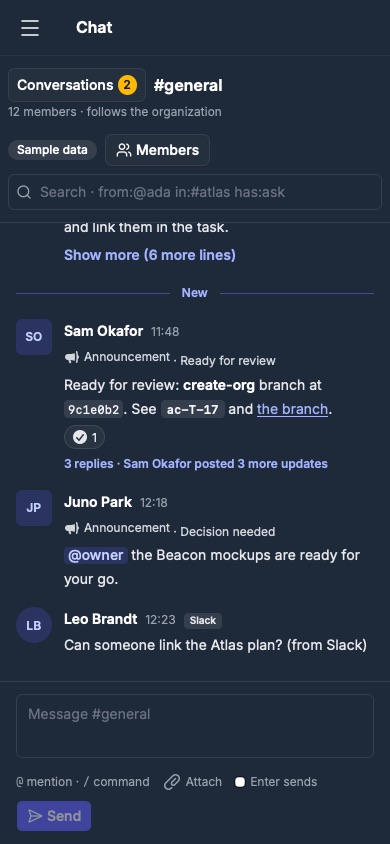 Chat
Conversations 2 #general
12 members · follows the organization
Sample data Members
Search · from:@ada in:#atlas has:ask
and link them in the task.
Show more (6 more lines)
New
SO Sam Okafor 11:48
Announcement · Ready for review
Ready for review: create-org branch at
9c1e0b2. See ac-T-17 and the branch.
1
3 replies · Sam Okafor posted 3 more updates
JP Juno Park 12:18
Announcement · Decision needed
@owner the Beacon mockups are ready for
your go.
LB Leo Brandt 12:23 Slack
Can someone link the Atlas plan? (from Slack)
Message #general
@ mention · / command Attach Enter sends
Send